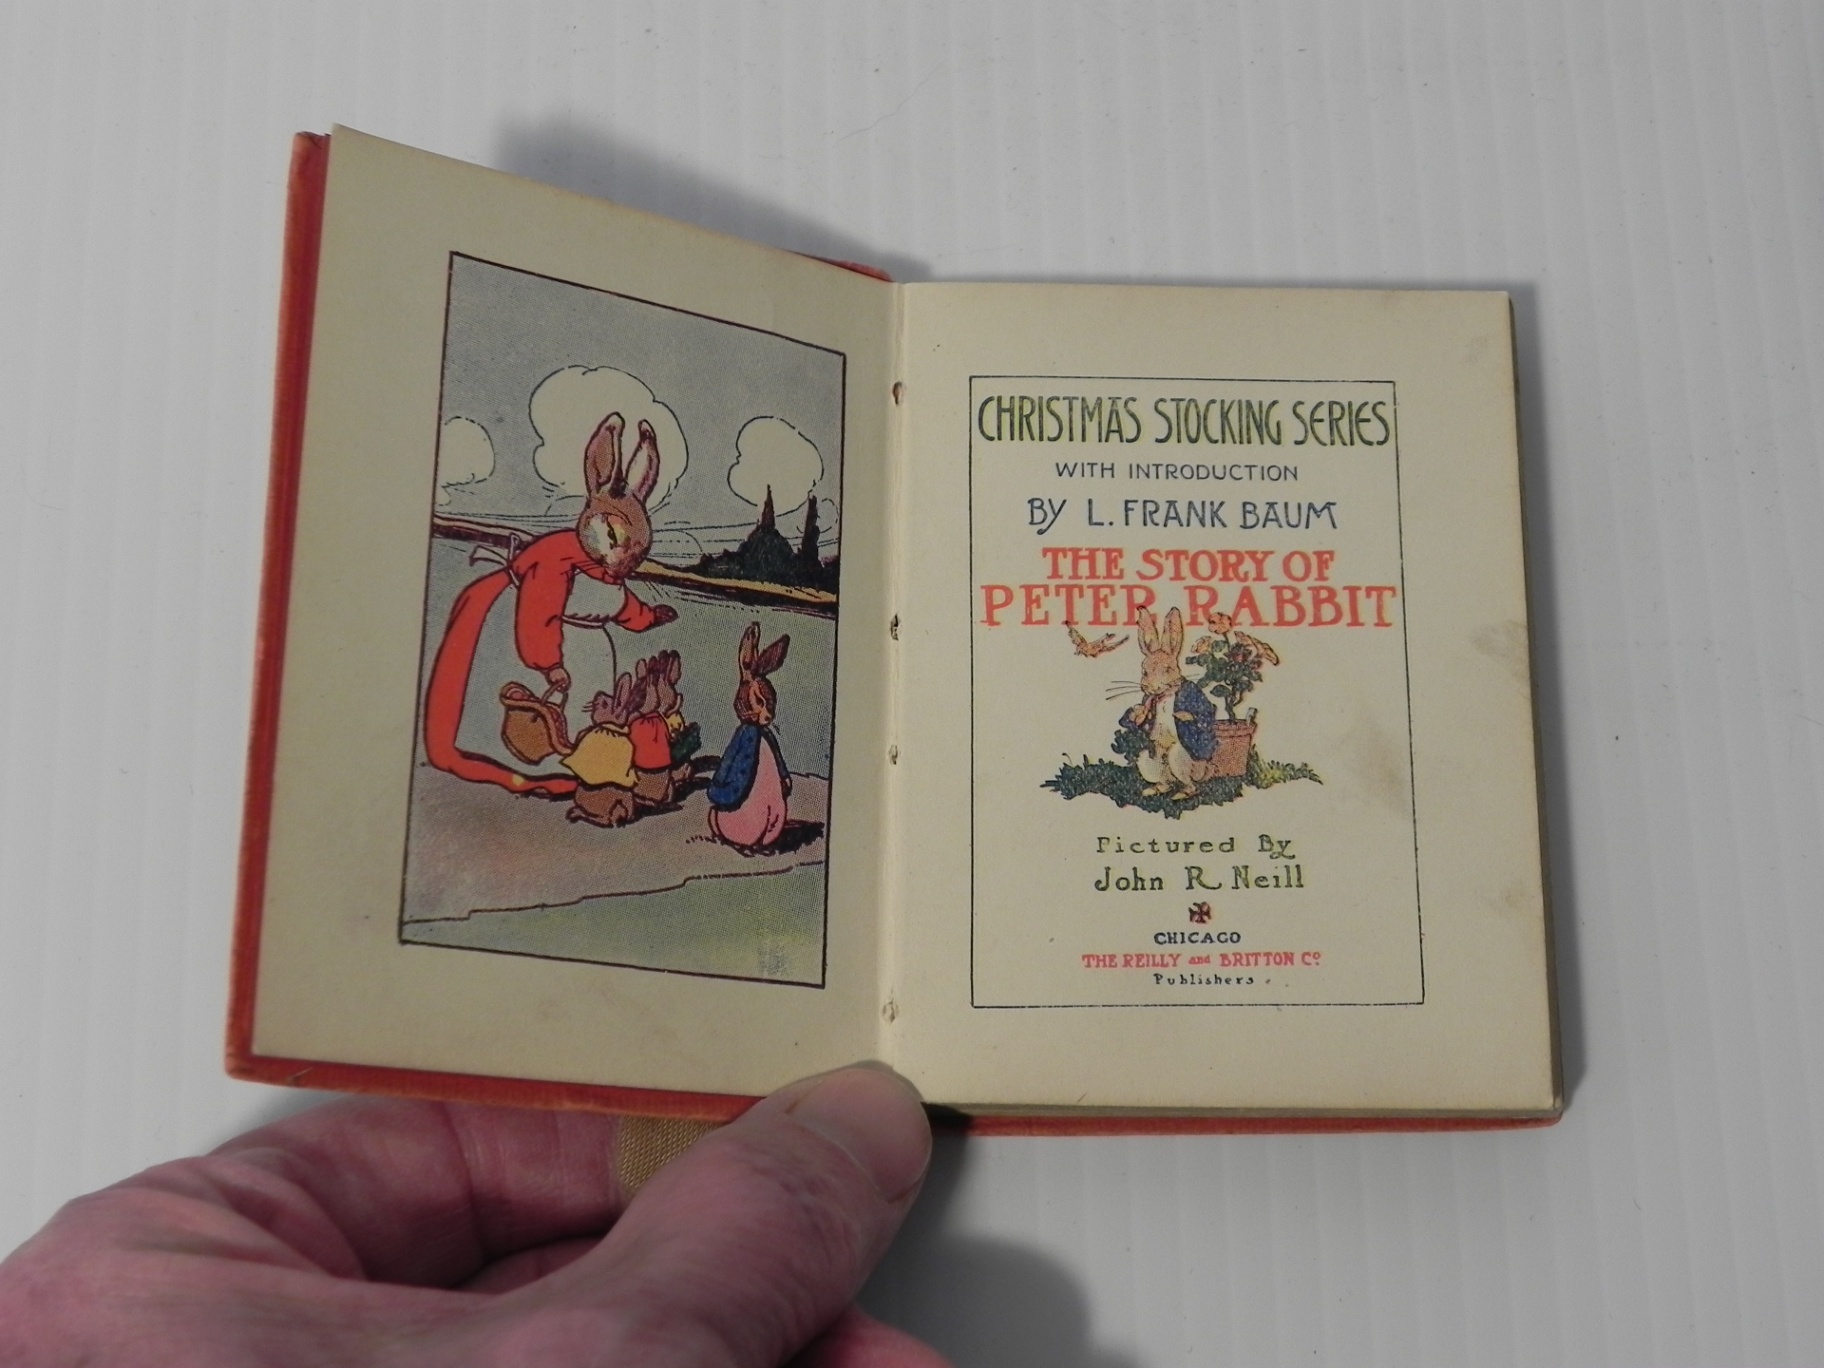 CHRISTMAS STOCKING SERIES
WITH INTRODUCTION
BY L. FRANK BAUM
THE STORY OF
PETER RABBIT
Pictured By
John R Neill
CHICAGO
THE REILLY and BRITTON Co
Publishers.